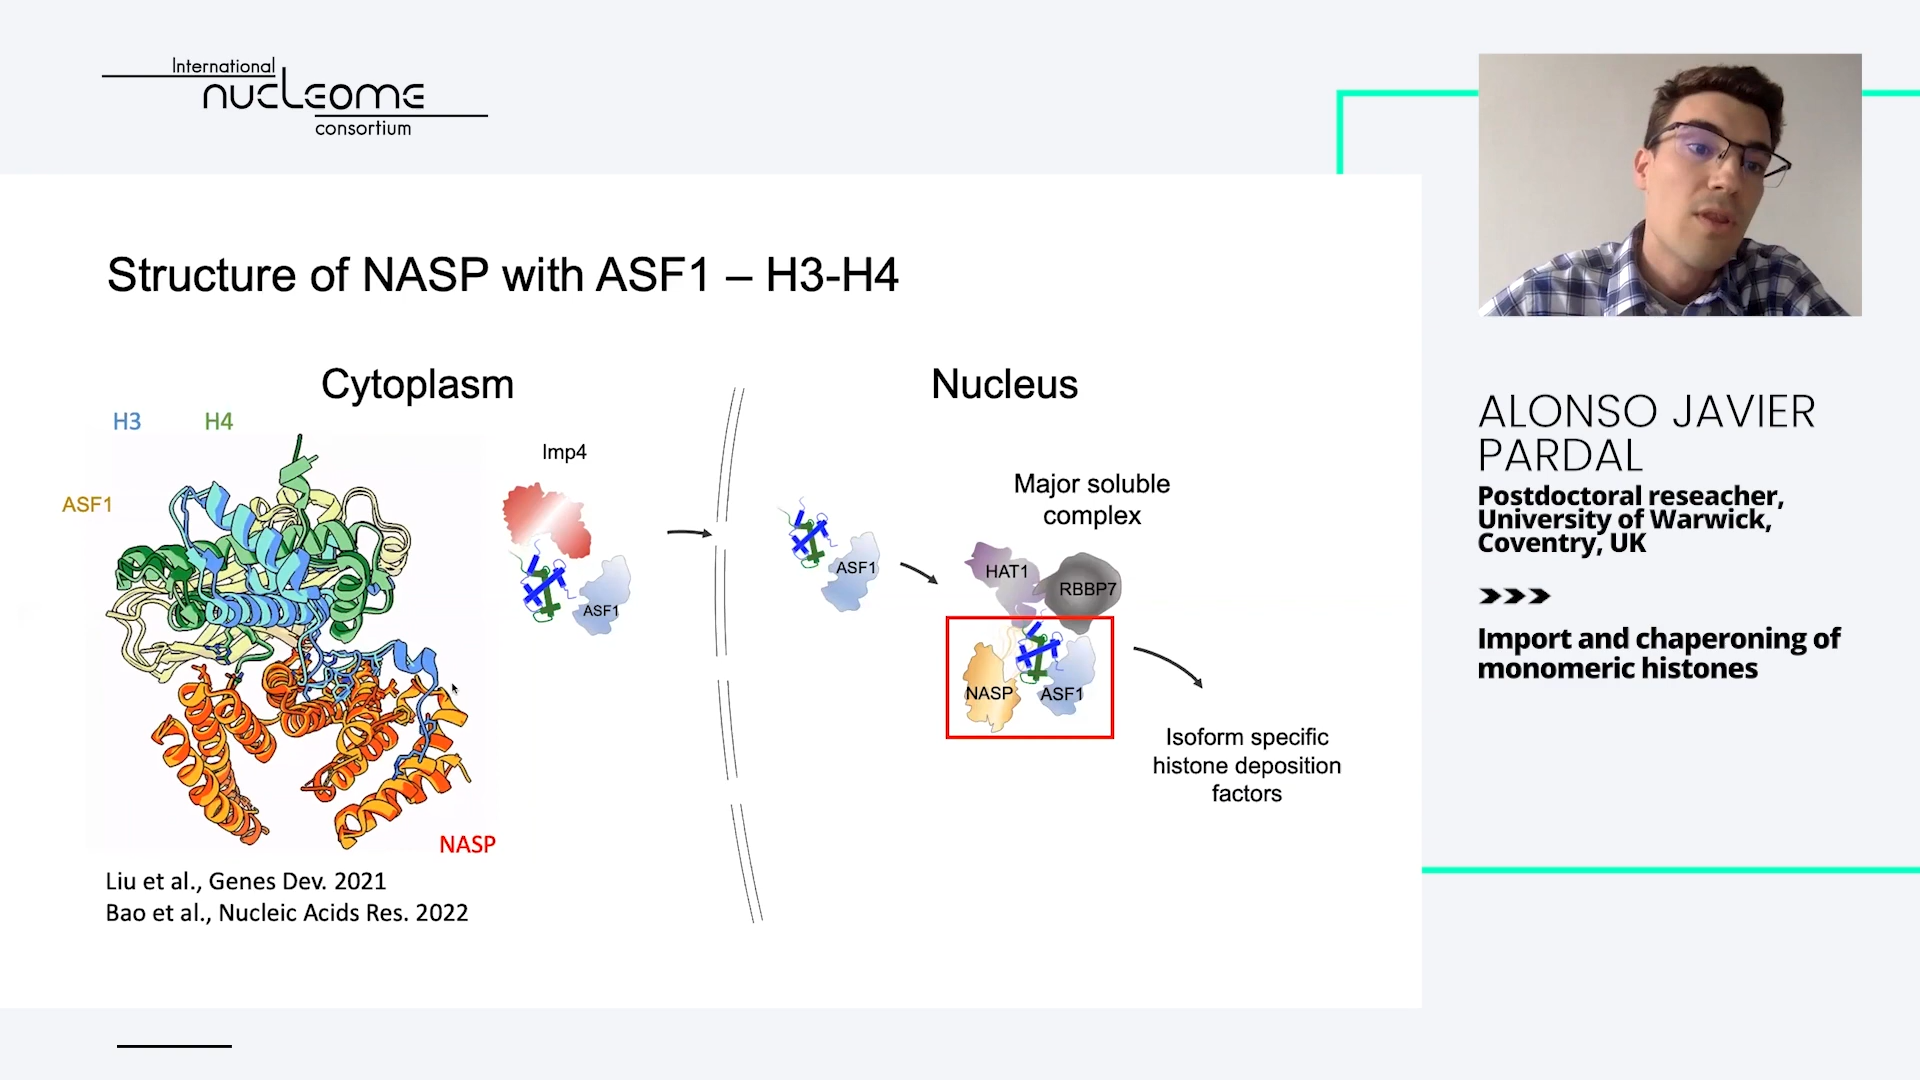 International
nucleome
consortium
Structure of NASP with ASF1 – H3-H4
Cytoplasm
Nucleus
H3
H4
ASF1
Imp4
ASF1
ASF1
Major soluble
complex
HAT1
RBBP7
NASP
ASF1
Isoform specific
histone deposition
factors
NASP
Liu et al., Genes Dev. 2021
Bao et al., Nucleic Acids Res. 2022
ALONSO JAVIER
PARDAL
Postdoctoral reseacher,
University of Warwick,
Coventry, UK
Import and chaperoning of
monomeric histones